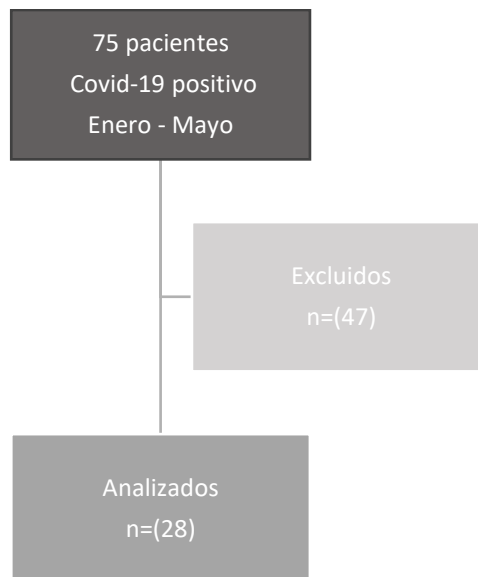 75 pacientes
Covid-19 positivo
Enero - Mayo
Excluidos
n=(47)
Analizados
n=(28)